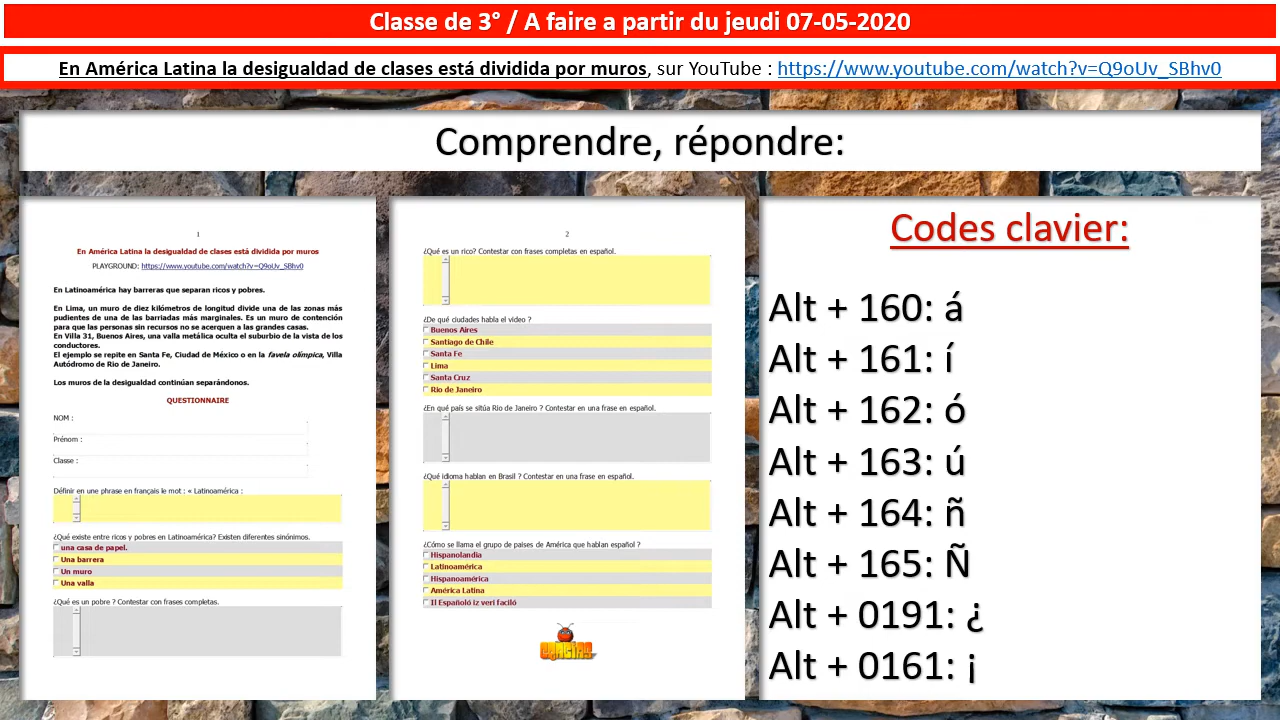 Classe de 3° / A faire a partir du jeudi 07-05-2020
En América Latina la desigualdad de clases está dividida por muros, sur YouTube : https://www.youtube.com/watch?v=Q9oUv_SBhv0
Comprendre, répondre:
1
En América Latina la desigualdad de clases está dividida por muros
PLAYGROUND: https://www.youtube.com/watch?v=Q9oUv_SBhv0
En Latinoamérica hay barreras que separan ricos y pobres.
En Lima, un muro de diez kilómetros de longitud divide una de las zonas más
pudientes de una de las barriadas más marginales. Es un muro de contención
para que las personas sin recursos no se acerquen a las grandes casas.
En Villa 31, Buenos Aires, una valla metálica oculta el suburbio de la vista de los
conductores.
El ejemplo se repite en Santa Fe, Ciudad de México o en la favela olímpica, Villa
Autódromo de Rio de Janeiro.
Los muros de la desigualdad continúan separándonos.
QUESTIONNAIRE
NOM :
Prénom :
Classe :
Définir en une phrase en français le mot : « Latinoamérica :
¿Qué existe entre ricos y pobres en Latinoamérica? Existen diferentes sinónimos.
una casa de papel.
Una barrera
Un muro
Una valla
¿Qué es un pobre ? Contestar con frases completas.
2
¿Qué es un rico? Contestar con frases completas en español.
¿De qué ciudades habla el video ?
Buenos Aires
Santiago de Chile
Santa Fe
Lima
Santa Cruz
Rio de Janeiro
¿En qué país se sitúa Rio de Janeiro ? Contestar en una frase en español.
¿Qué idioma hablan en Brasil ? Contestar en una frase en español.
¿Cómo se llama el grupo de paises de América que hablan español ?
Hispanolandia
Latinoamérica
Hispanoamérica
América Latina
Il Españoló iz veri faciló
GRACIAS
Codes clavier:
Alt + 160: á
Alt + 161: í
Alt + 162: ó
Alt + 163: ú
Alt + 164: ñ
Alt + 165: Ñ
Alt + 0191: ¿
Alt + 0161: ¡